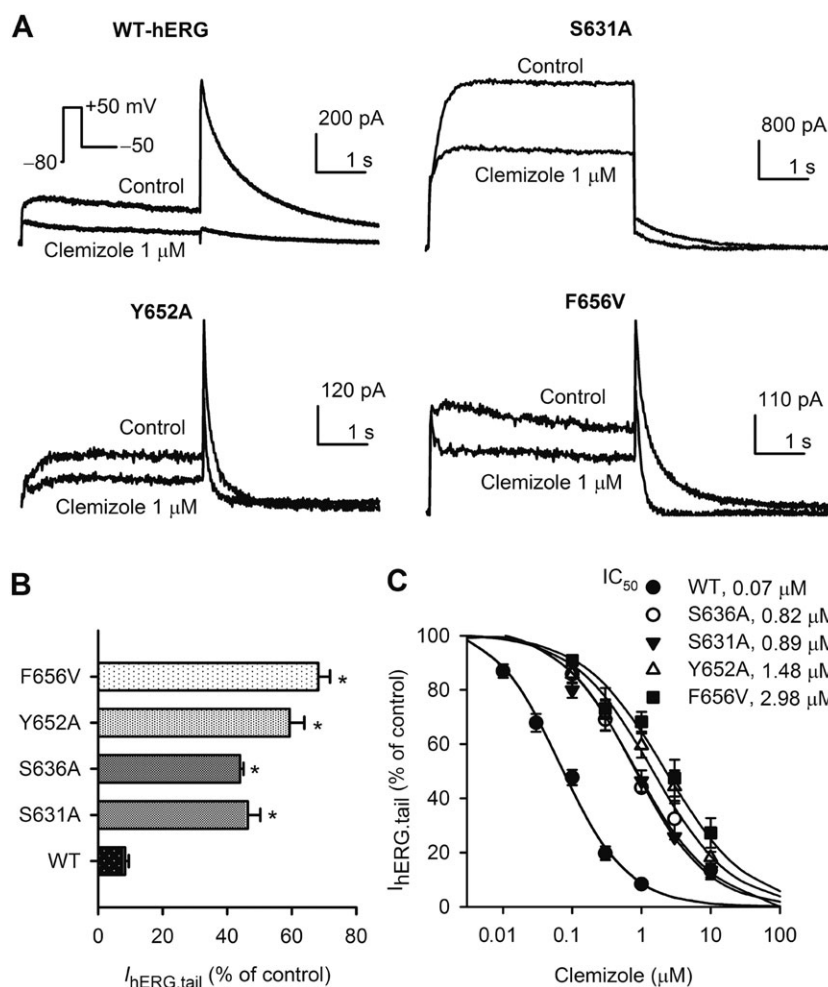 A
WT-hERG
S631A
+50 mV
−80
−50
200 pA
1 s
Control
Clemizole 1 μM
Control
Clemizole 1 μM
800 pA
1 s
Y652A
F656V
Control
Clemizole 1 μM
120 pA
1 s
Control
Clemizole 1 μM
110 pA
1 s
B
F656V
Y652A
S636A
S631A
WT
*
*
*
*
0 20 40 60 80
IhERG.tail (% of control)
C
IC50
WT, 0.07 μM
S636A, 0.82 μM
S631A, 0.89 μM
Y652A, 1.48 μM
F656V, 2.98 μM
IhERG.tail (% of control)
100
80
60
40
20
0
0.01 0.1 1 10 100
Clemizole (μM)